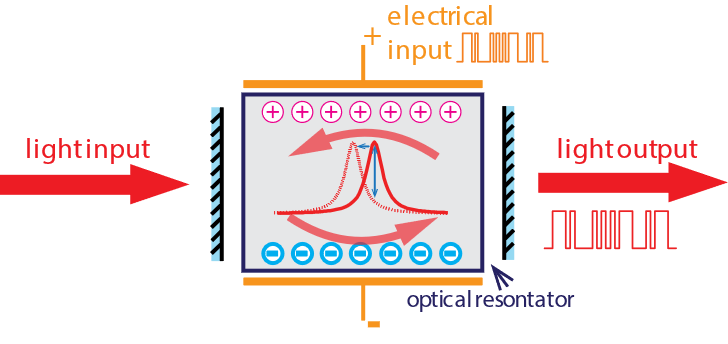 electrical
input
light input
light output
optical resontator